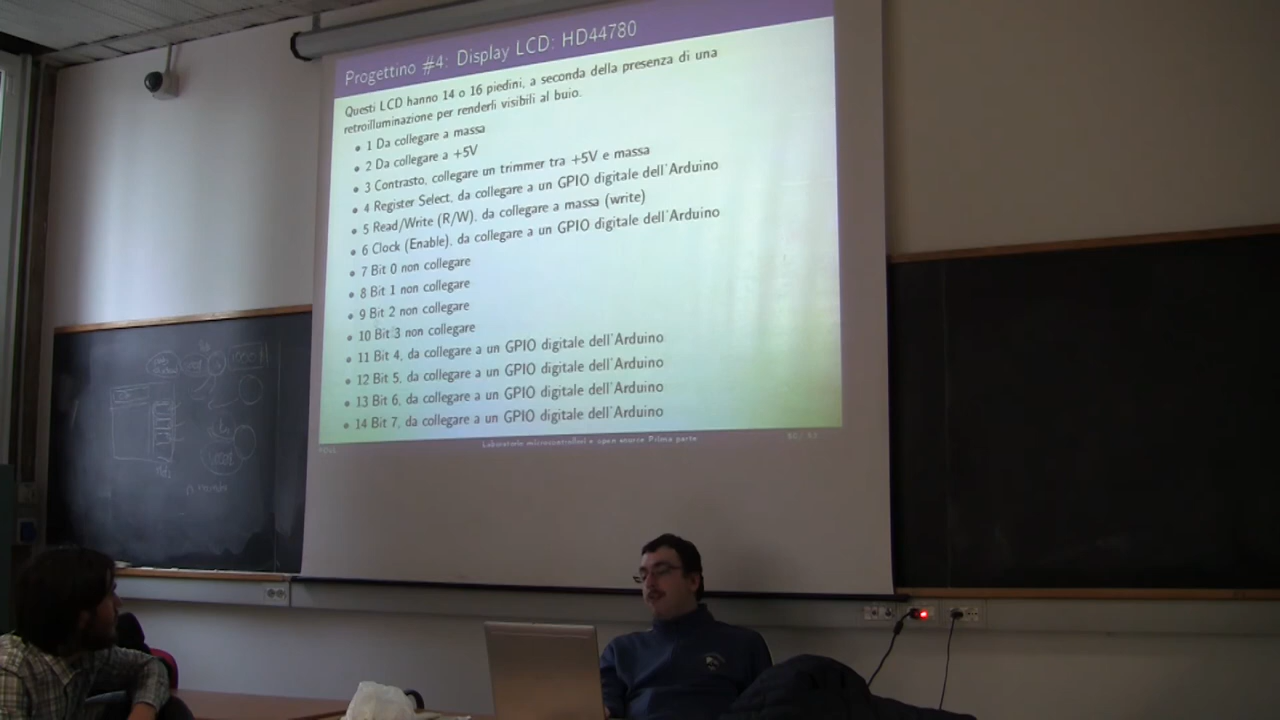 Progettino #4: Display LCD: HD44780
Questi LCD hanno 14 o 16 piedini, a seconda della presenza di una
retroilluminazione per renderli visibili al buio.
• 1 Da collegare a massa
• 2 Da collegare a +5V
• 3 Contrasto, collegare un trimmer tra +5V e massa
• 4 Register Select, da collegare a un GPIO digitale dell'Arduino
• 5 Read/Write (R/W), da collegare a massa (write)
• 6 Clock (Enable), da collegare a un GPIO digitale dell'Arduino
• 7 Bit 0 non collegare
• 8 Bit 1 non collegare
• 9 Bit 2 non collegare
• 10 Bit 3 non collegare
• 11 Bit 4, da collegare a un GPIO digitale dell'Arduino
• 12 Bit 5, da collegare a un GPIO digitale dell'Arduino
• 13 Bit 6, da collegare a un GPIO digitale dell'Arduino
• 14 Bit 7, da collegare a un GPIO digitale dell'Arduino
Laboratorio microcontrollori e open source Prima parte